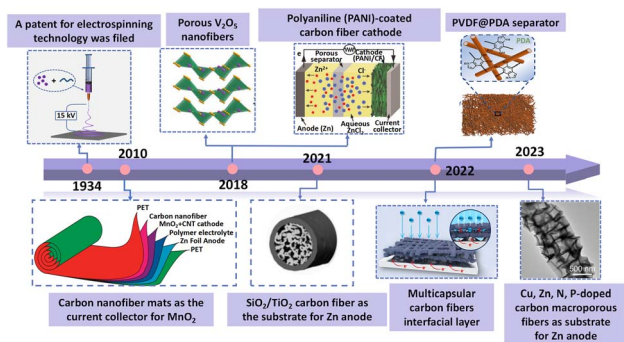 A patent for electrospinning
technology was filed
15 kV
Porous V₂O₅
nanofibers
Polyaniline (PANI)-coated
carbon fiber cathode
e
Porous
separator
Cathode
(PANI/CF)
Zn²⁺
Cl⁻
Anode (Zn)
Aqueous
ZnCl₂
Current
collector
PVDF@PDA separator
PDA
1934
2010
2018
2021
2022
2023
PET
Carbon nanofiber
MnO₂+CNT cathode
Polymer electrolyte
Zn Foil Anode
PET
Carbon nanofiber mats as the
current collector for MnO₂
SiO₂/TiO₂ carbon fiber as
the substrate for Zn anode
Multicapsular
carbon fibers
interfacial layer
500 nm
Cu, Zn, N, P-doped
carbon macroporous
fibers as substrate
for Zn anode